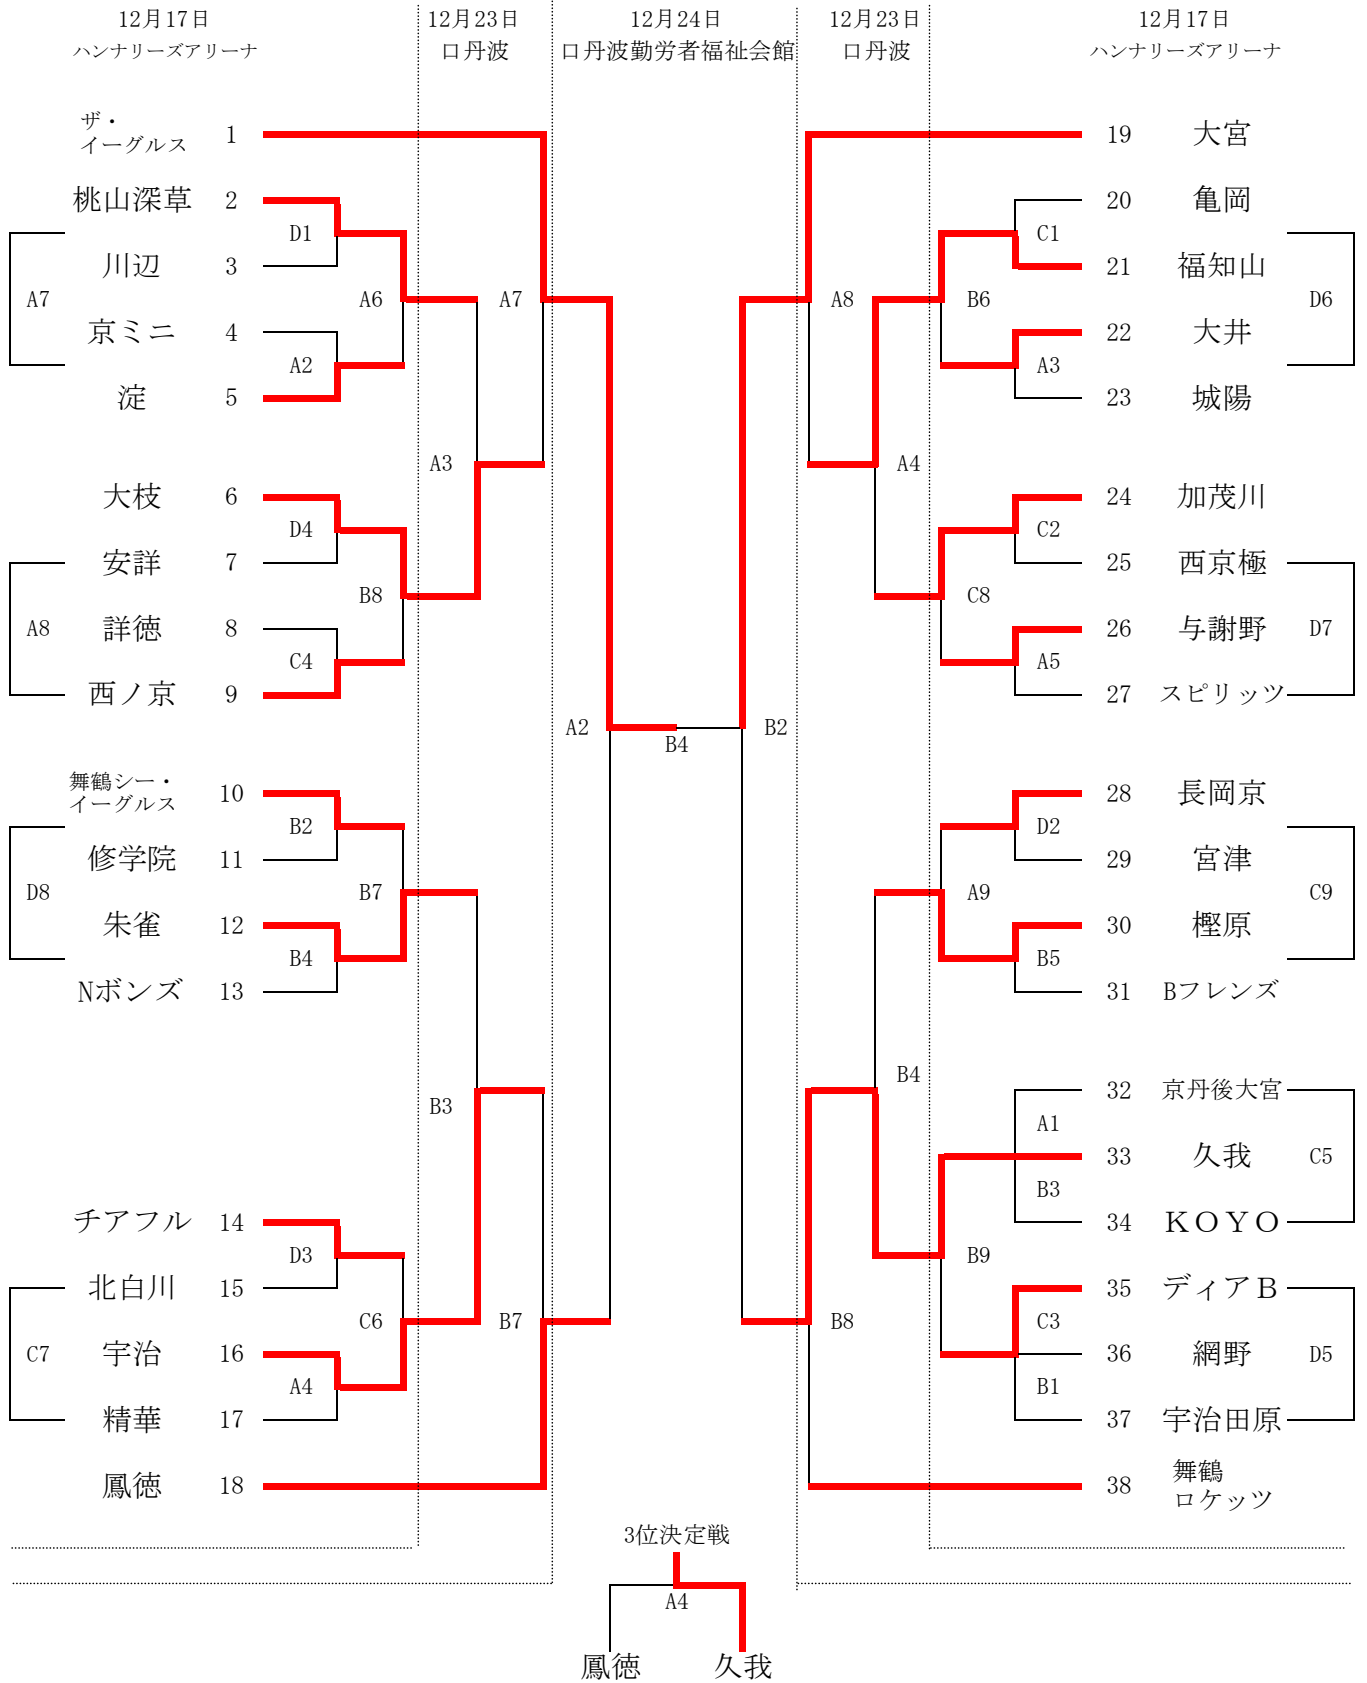 12月17日
ハンナリーズアリーナ
12月23日
口丹波
12月24日
口丹波勤労者福祉会館
12月23日
口丹波
12月17日
ハンナリーズアリーナ
ザ・
イーグルス 1
桃山深草 2
川辺 3
京ミニ 4
淀 5
大枝 6
安詳 7
詳徳 8
西ノ京 9
舞鶴シー・
イーグルス 10
修学院 11
朱雀 12
Nボンズ 13
チアフル 14
北白川 15
宇治 16
精華 17
鳳徳 18
A7
A8
D8
C7
D1
A2
D4
C4
B2
B4
D3
A4
A6
B8
B7
C6
A3
B3
A7
B7
A2
B4
B2
A8
B8
A4
B4
B6
C8
A9
B9
C1
A3
C2
A5
D2
B5
A1
B3
C3
B1
19 大宮
20 亀岡
21 福知山
22 大井
23 城陽
24 加茂川
25 西京極
26 与謝野
27 スピリッツ
28 長岡京
29 宮津
30 樫原
31 Bフレンズ
32 京丹後大宮
33 久我
34 ＫＯＹＯ
35 ディアＢ
36 網野
37 宇治田原
38 舞鶴
ロケッツ
D6
D7
C9
C5
D5
3位決定戦
A4
鳳徳 久我